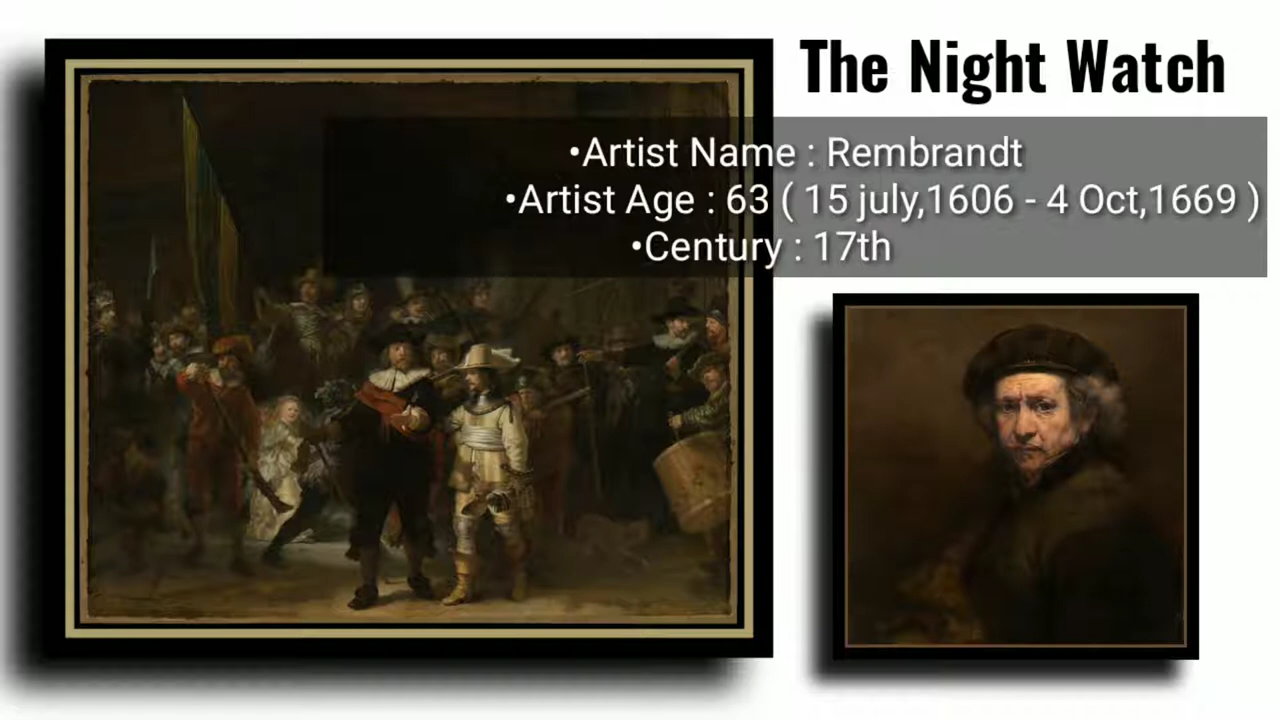 The Night Watch
•Artist Name : Rembrandt
•Artist Age : 63 ( 15 july,1606 - 4 Oct,1669 )
•Century : 17th